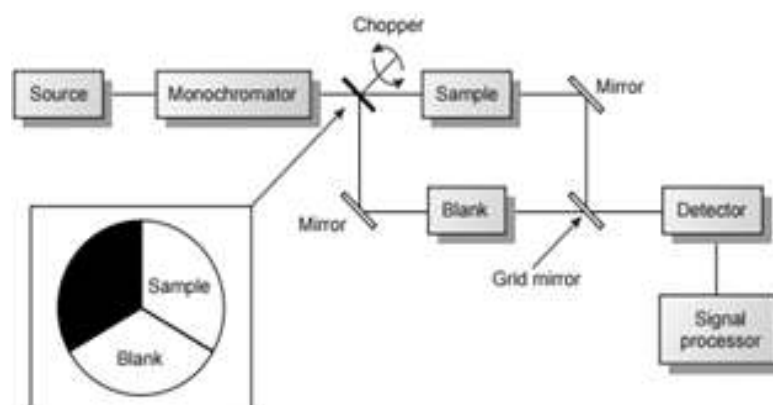 Chopper
Source
Monochromator
Sample
Mirror
Mirror
Blank
Detector
Grid mirror
Sample
Blank
Signal
processor